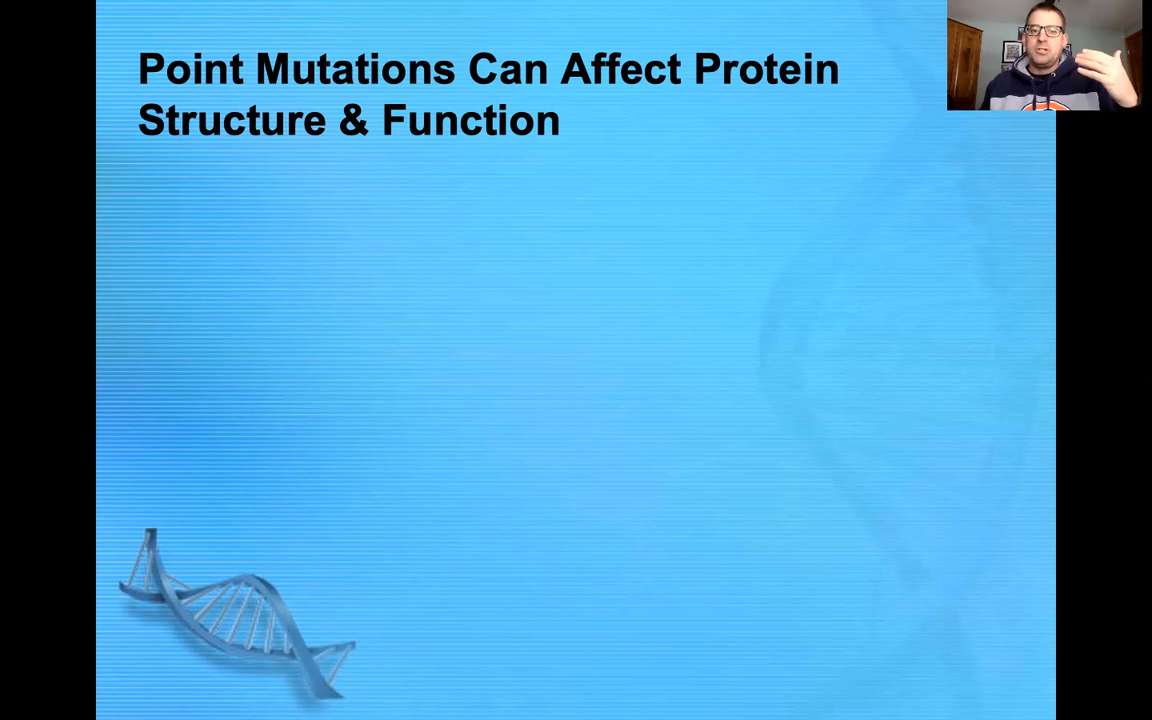 Point Mutations Can Affect Protein
Structure & Function